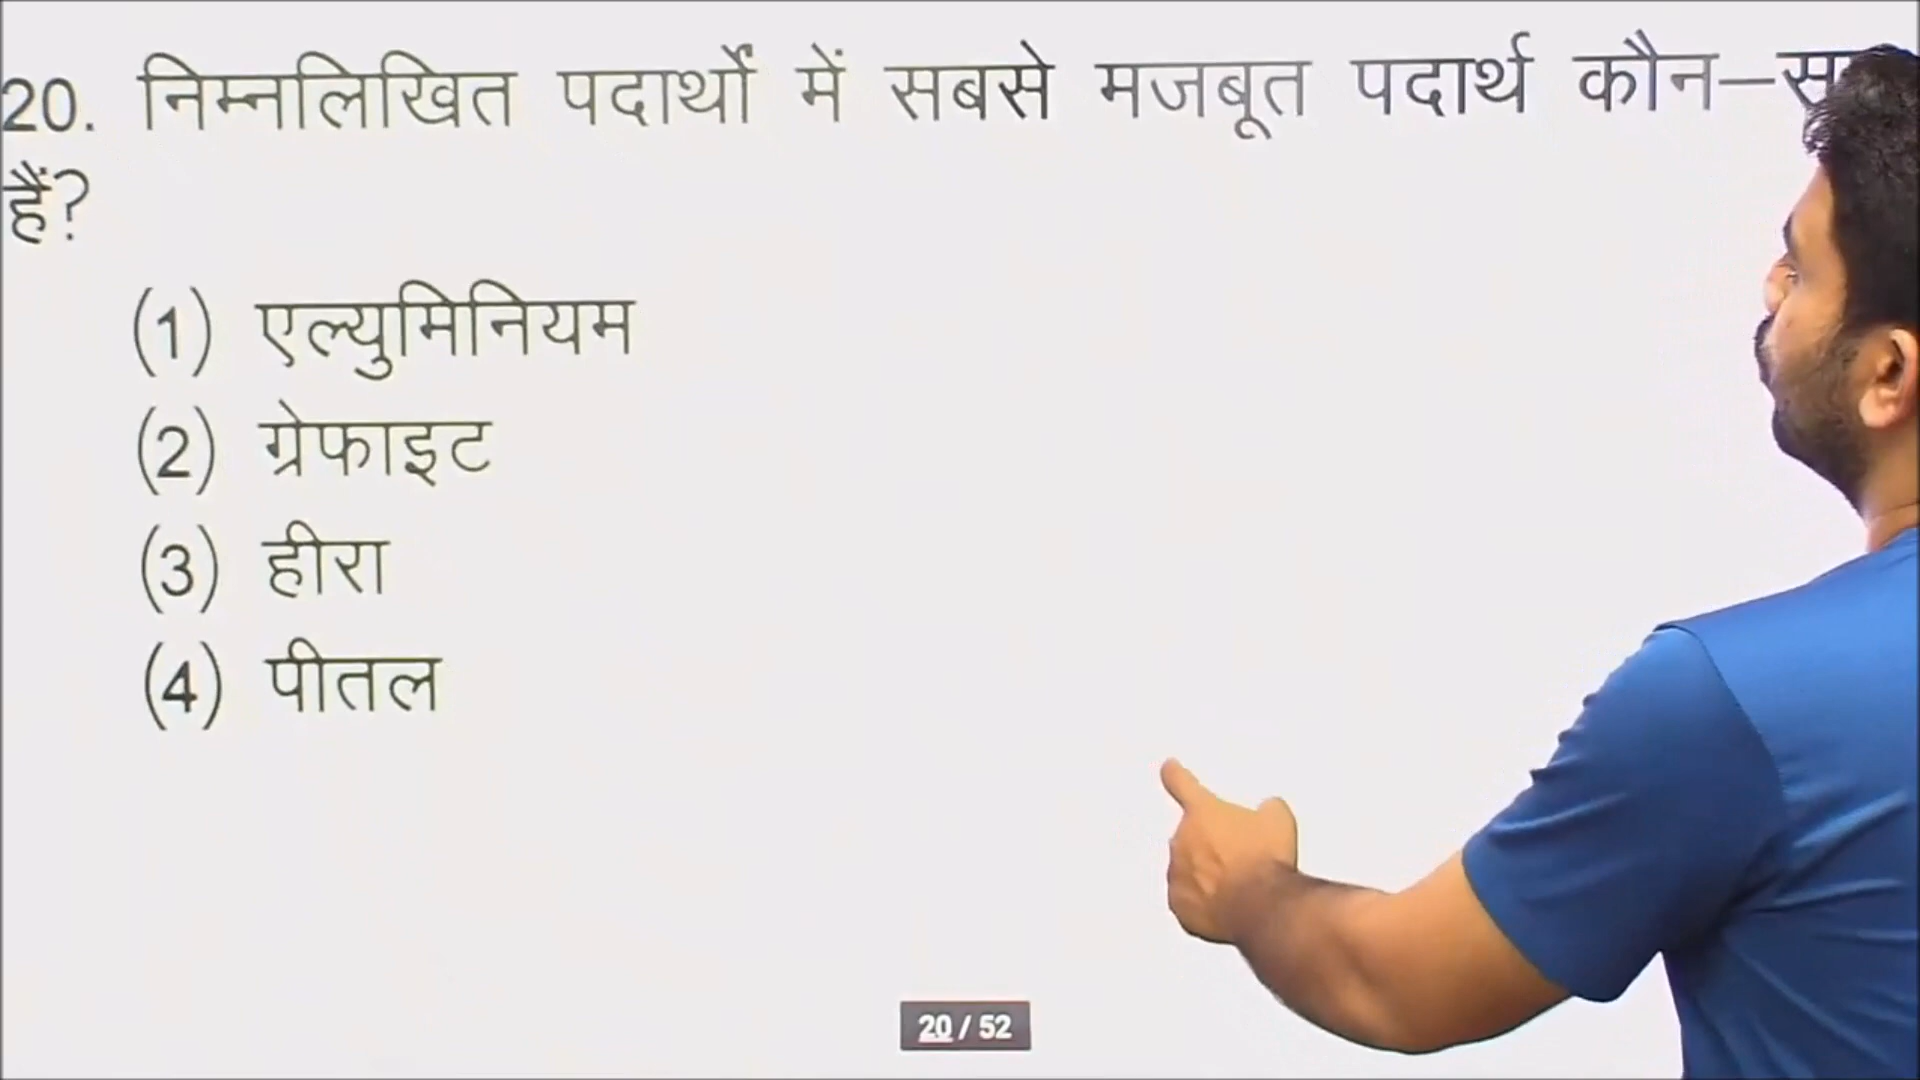 20. निम्नलिखित पदार्थों में सबसे मजबूत पदार्थ कौन–सा
हैं?
(1) एल्युमिनियम
(2) ग्रेफाइट
(3) हीरा
(4) पीतल
20 / 52